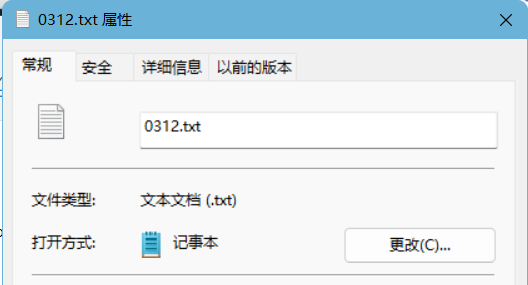 0312.txt 属性
常规 安全 详细信息 以前的版本
0312.txt
文件类型: 文本文档 (.txt)
打开方式: 记事本 更改(C)...